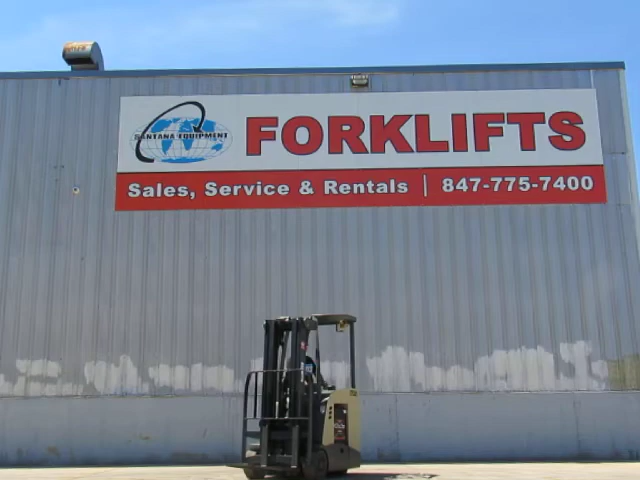 SANTANA EQUIPMENT
FORKLIFTS
Sales, Service & Rentals | 847-775-7400